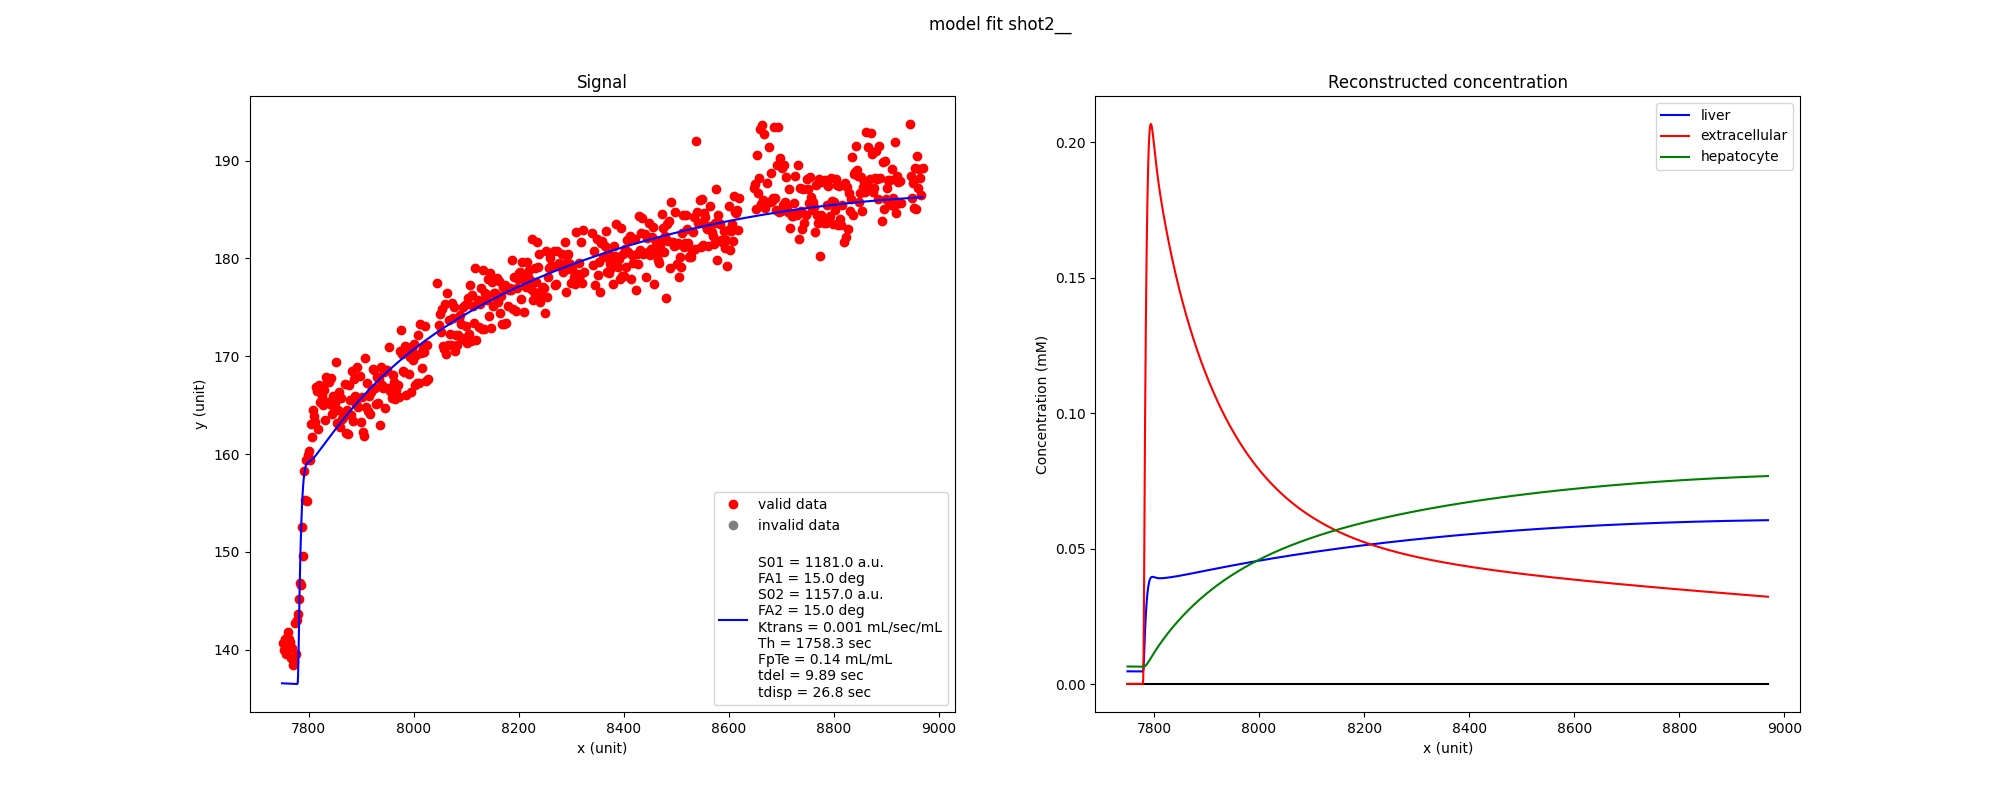 model fit shot2__
Signal
190
180
170
160
150
140
y (unit)
7800
8000
8200
8400
8600
8800
9000
x (unit)
valid data
invalid data
S01 = 1181.0 a.u.
FA1 = 15.0 deg
S02 = 1157.0 a.u.
FA2 = 15.0 deg
Ktrans = 0.001 mL/sec/mL
Th = 1758.3 sec
FpTe = 0.14 mL/mL
tdel = 9.89 sec
tdisp = 26.8 sec
Reconstructed concentration
0.20
0.15
0.10
0.05
0.00
Concentration (mM)
7800
8000
8200
8400
8600
8800
9000
x (unit)
liver
extracellular
hepatocyte